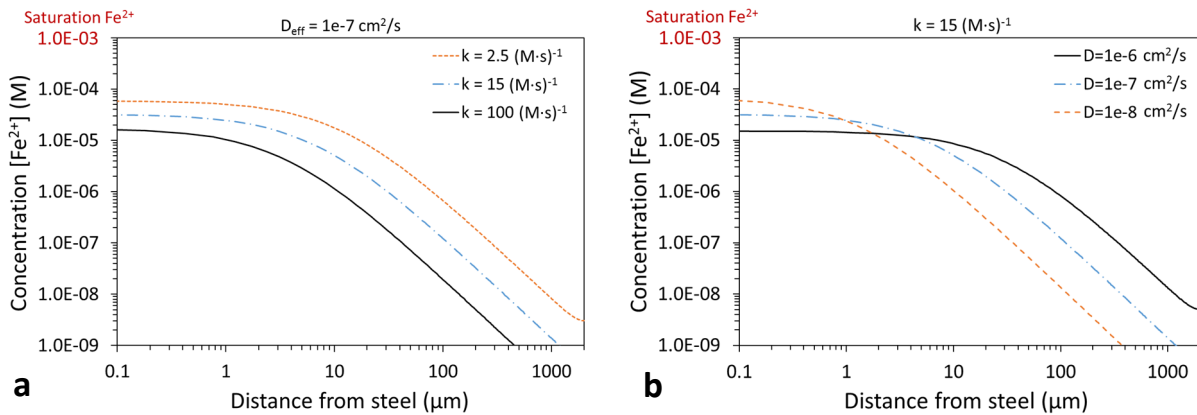 Saturation Fe²⁺
D_eff = 1e-7 cm²/s
1.0E-03
1.0E-04
1.0E-05
1.0E-06
1.0E-07
1.0E-08
1.0E-09
Concentration [Fe²⁺] (M)
k = 2.5 (M·s)⁻¹
k = 15 (M·s)⁻¹
k = 100 (M·s)⁻¹
0.1 1 10 100 1000
Distance from steel (µm)
a
Saturation Fe²⁺
k = 15 (M·s)⁻¹
1.0E-03
1.0E-04
1.0E-05
1.0E-06
1.0E-07
1.0E-08
1.0E-09
Concentration [Fe²⁺] (M)
D=1e-6 cm²/s
D=1e-7 cm²/s
D=1e-8 cm²/s
0.1 1 10 100 1000
Distance from steel (µm)
b